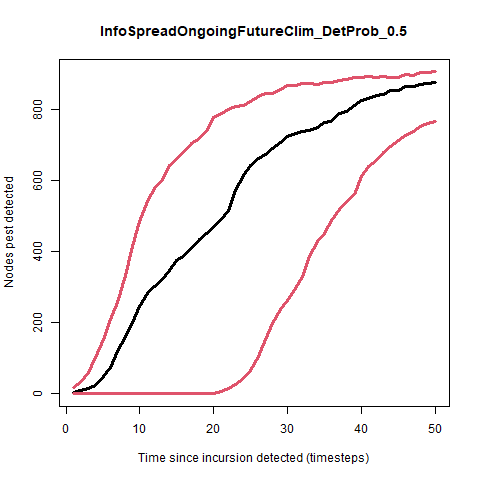 InfoSpreadOngoingFutureClim_DetProb_0.5
Nodes pest detected
800
600
400
200
0
0 10 20 30 40 50
Time since incursion detected (timesteps)